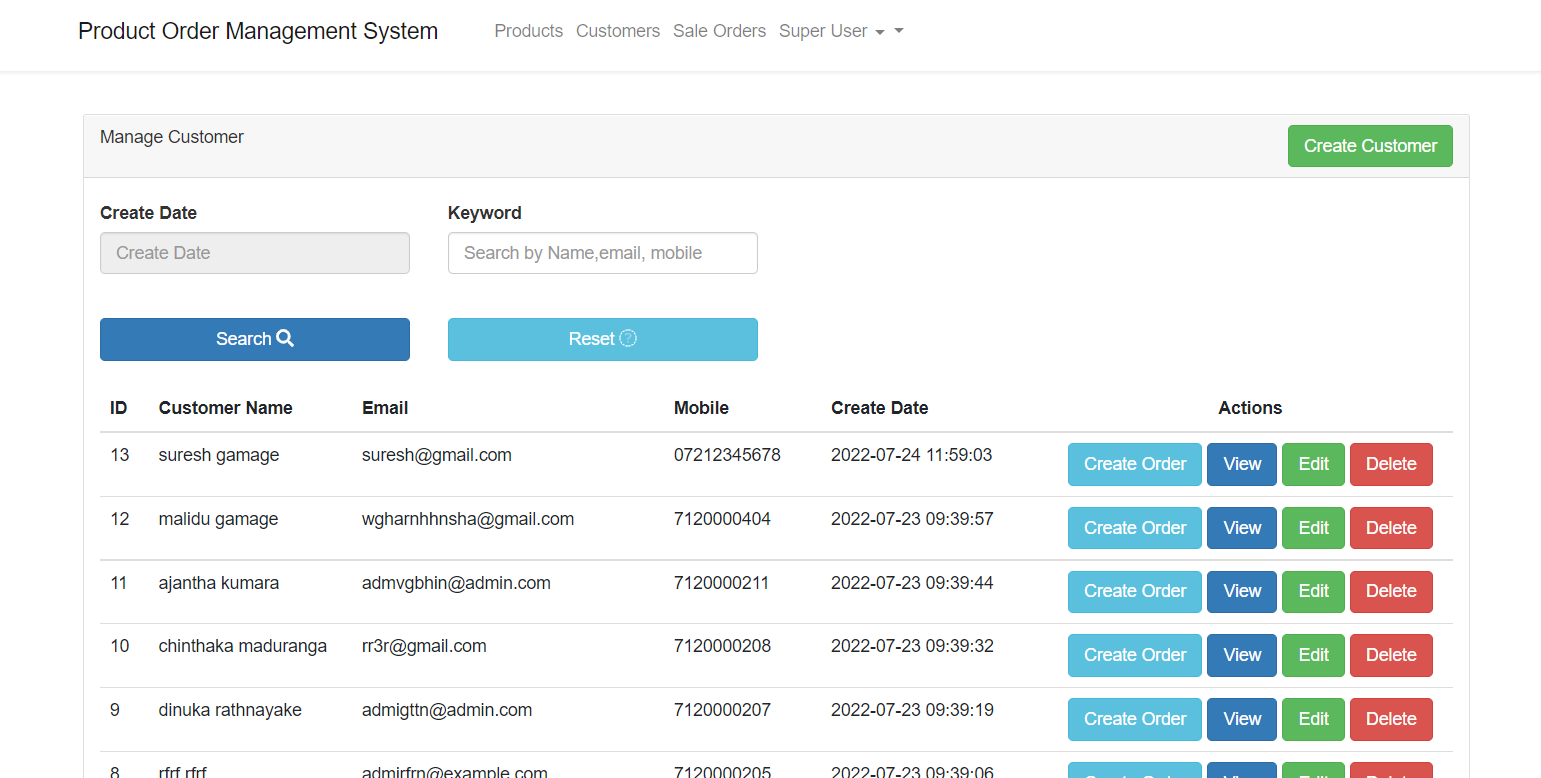 Product Order Management System Products Customers Sale Orders Super User
Manage Customer Create Customer
Create Date Keyword
Create Date Search by Name,email, mobile
Search Reset
ID Customer Name Email Mobile Create Date Actions
13 suresh gamage suresh@gmail.com 07212345678 2022-07-24 11:59:03 Create Order View Edit Delete
12 malidu gamage wgharnhhnsha@gmail.com 7120000404 2022-07-23 09:39:57 Create Order View Edit Delete
11 ajantha kumara admvgbhin@admin.com 7120000211 2022-07-23 09:39:44 Create Order View Edit Delete
10 chinthaka maduranga rr3r@gmail.com 7120000208 2022-07-23 09:39:32 Create Order View Edit Delete
9 dinuka rathnayake admigttn@admin.com 7120000207 2022-07-23 09:39:19 Create Order View Edit Delete
8 rfrf rfrf admirfrn@example.com 7120000205 2022-07-23 09:39:06